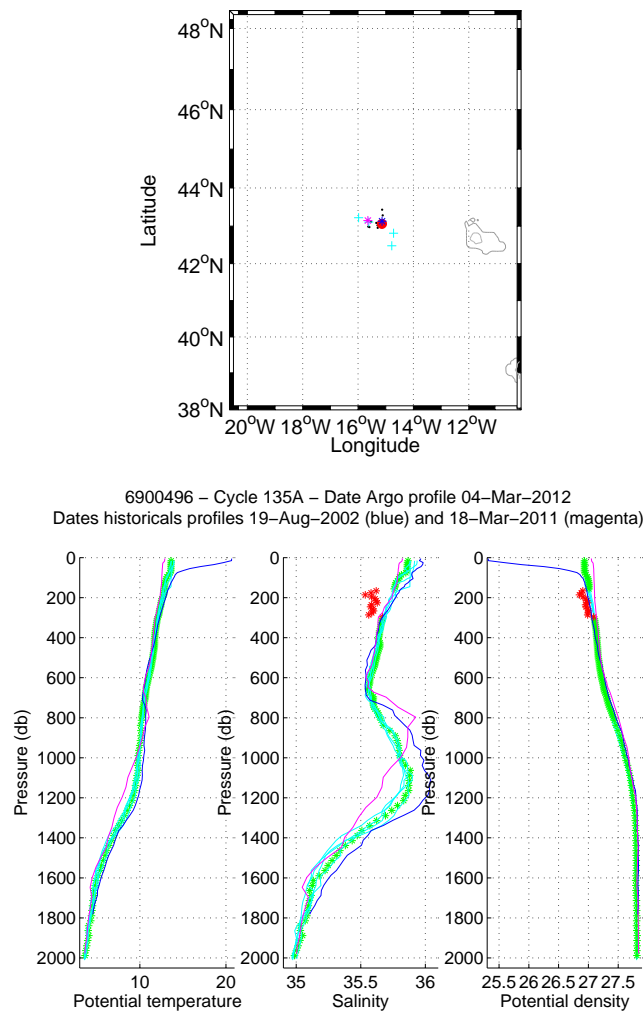 48°N
46°N
44°N
42°N
40°N
38°N
Latitude
20°W 18°W 16°W 14°W 12°W
Longitude
6900496 − Cycle 135A − Date Argo profile 04−Mar−2012
Dates historicals profiles 19−Aug−2002 (blue) and 18−Mar−2011 (magenta)
0
200
400
600
800
1000
1200
1400
1600
1800
2000
Pressure (db)
10 20
Potential temperature
0
200
400
600
800
1000
1200
1400
1600
1800
2000
Pressure (db)
35 35.5 36
Salinity
0
200
400
600
800
1000
1200
1400
1600
1800
2000
Pressure (db)
25.5 26 26.5 27 27.5
Potential density